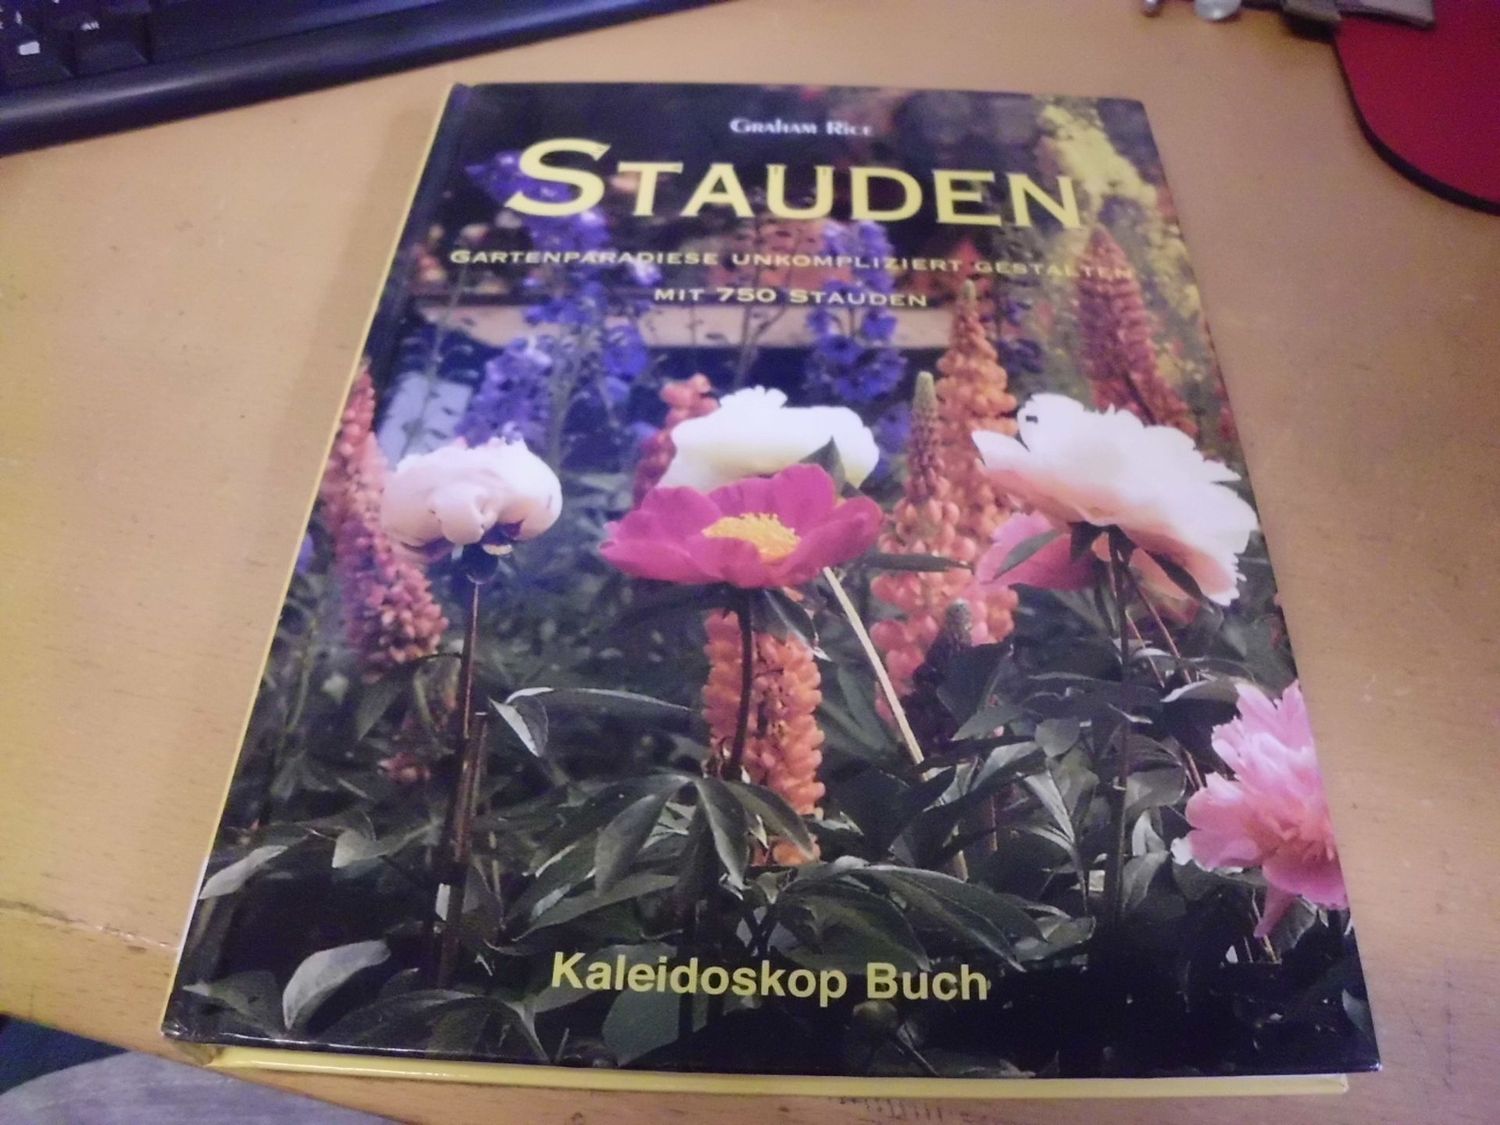 GRAHAM RICE
STAUDEN
GARTENPARADIESE UNKOMPLIZIERT GESTALTEN
MIT 750 STAUDEN
Kaleidoskop Buch